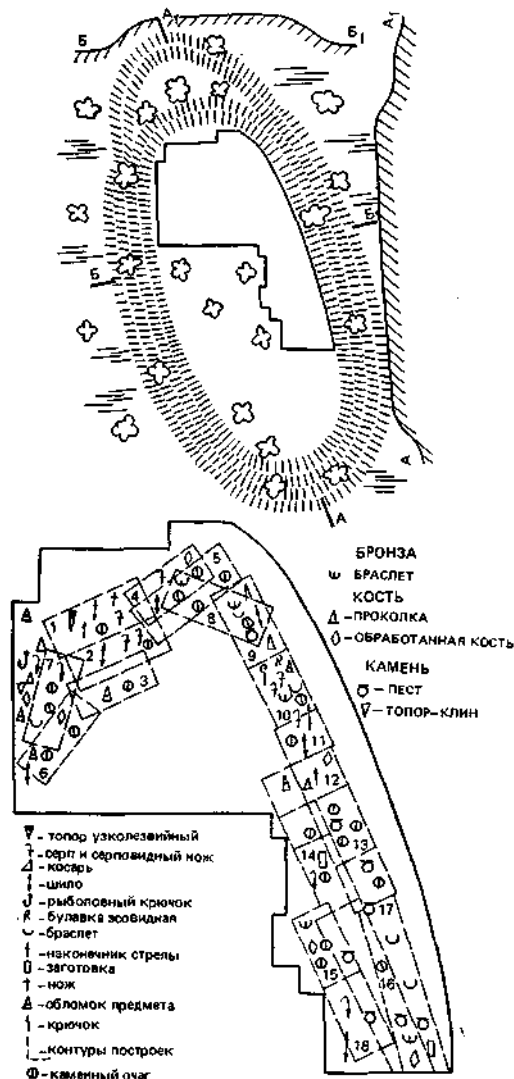 А₁
Б
Б₁
А₁
Б₁
Б
А
А
БРОНЗА
БРАСЛЕТ
КОСТЬ
- ПРОКОЛКА
- ОБРАБОТАННАЯ КОСТЬ
КАМЕНЬ
- ПЕСТ
- ТОПОР-КЛИН
1
2
3
4
5
6
7
8
9
10
11
12
13
14
15
16
17
18
- топор узколезвийный
- серп и серповидный нож
- косарь
- шило
- рыболовный крючок
- булавка эсовидная
- браслет
- наконечник стрелы
- заготовка
- нож
- обломок предмета
- крючок
- контуры построек
- каменный очаг